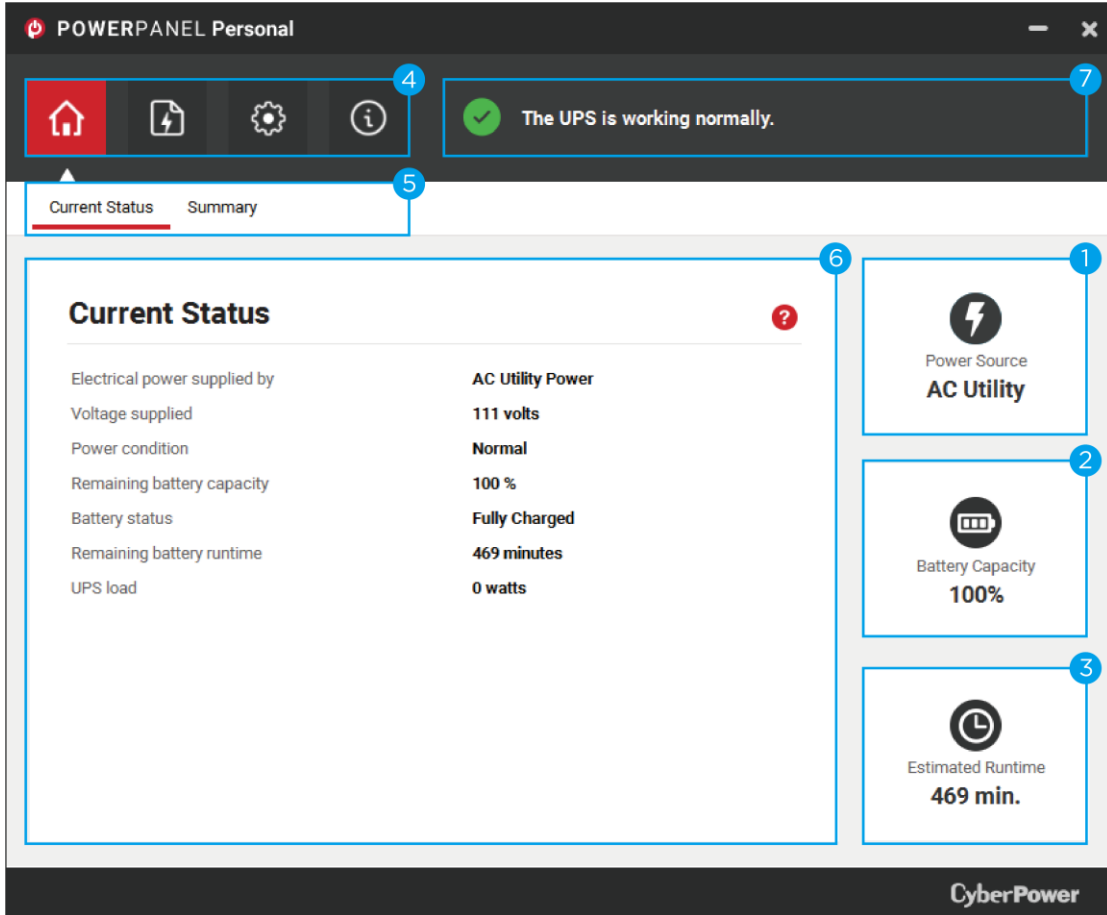 POWERPANEL Personal
4
7
The UPS is working normally.
5
Current Status Summary
6
1
Current Status
?
Power Source
AC Utility
Electrical power supplied by AC Utility Power
Voltage supplied 111 volts
Power condition Normal
Remaining battery capacity 100 %
Battery status Fully Charged
Remaining battery runtime 469 minutes
UPS load 0 watts
2
Battery Capacity
100%
3
Estimated Runtime
469 min.
CyberPower